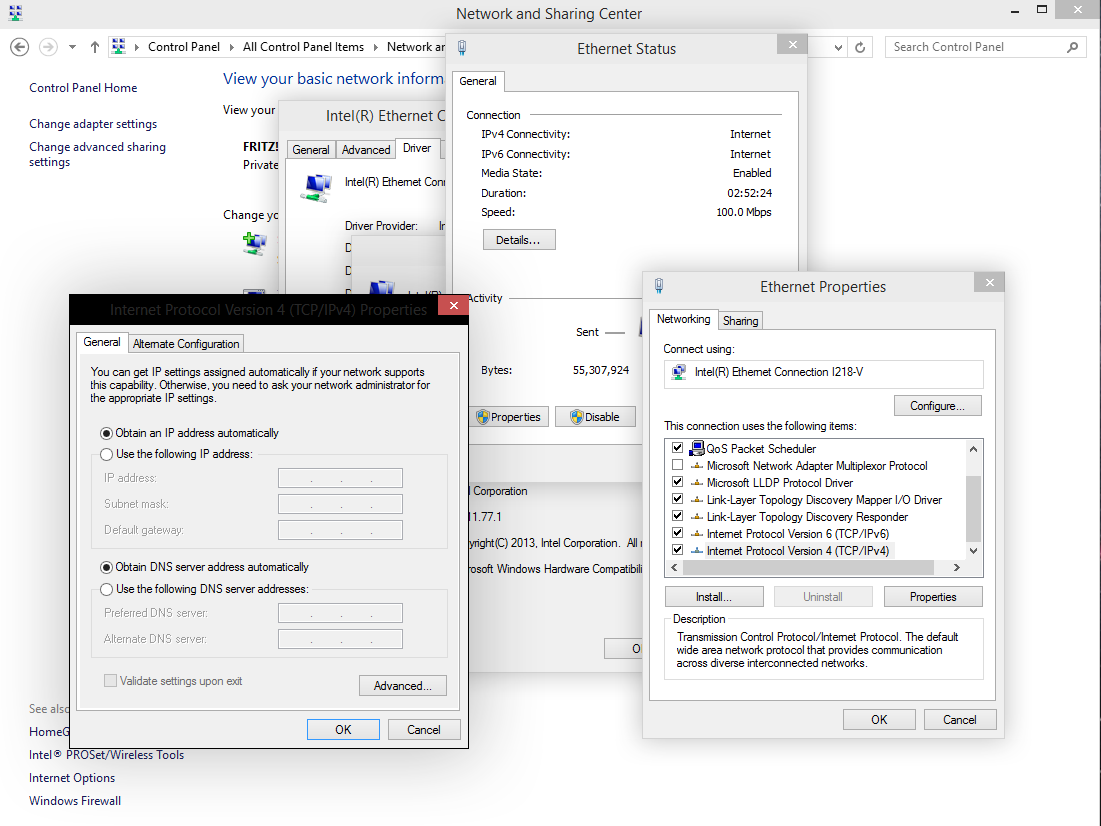 Network and Sharing Center
Control Panel
All Control Panel Items
Network
Search Control Panel
Control Panel Home
Change adapter settings
Change advanced sharing
settings
View your basic network
View your
FRITZ!
Private
Change
See also
Intel® PROSet/Wireless Tools
Internet Options
Windows Firewall
Intel(R) Ethernet
General
Advanced
Driver
Intel(R) Ethernet
Driver Provider:
Intel(R)
Corporation
11.77.1
(C) 2013, Intel Corporation. All
Windows Hardware
Ethernet Status
General
Connection
IPv4 Connectivity: Internet
IPv6 Connectivity: Internet
Media State: Enabled
Duration: 02:52:24
Speed: 100.0 Mbps
Details...
Activity
Sent
Bytes: 55,307,924
Properties
Disable
Internet Protocol Version 4 (TCP/IPv4) Properties
General
Alternate Configuration
You can get IP settings assigned automatically if your network supports
this capability. Otherwise, you need to ask your network administrator for
the appropriate IP settings.
Obtain an IP address automatically
Use the following IP address:
IP address:
Subnet mask:
Default gateway:
Obtain DNS server address automatically
Use the following DNS server addresses:
Preferred DNS server:
Alternate DNS server:
Validate settings upon exit
Advanced...
OK
Cancel
Ethernet Properties
Networking
Sharing
Connect using:
Intel(R) Ethernet Connection I218-V
Configure...
This connection uses the following items:
QoS Packet Scheduler
Microsoft Network Adapter Multiplexor Protocol
Microsoft LLDP Protocol Driver
Link-Layer Topology Discovery Mapper I/O Driver
Link-Layer Topology Discovery Responder
Internet Protocol Version 6 (TCP/IPv6)
Internet Protocol Version 4 (TCP/IPv4)
Install...
Uninstall
Properties
Description
Transmission Control Protocol/Internet Protocol. The default
wide area network protocol that provides communication
across diverse interconnected networks.
OK
Cancel